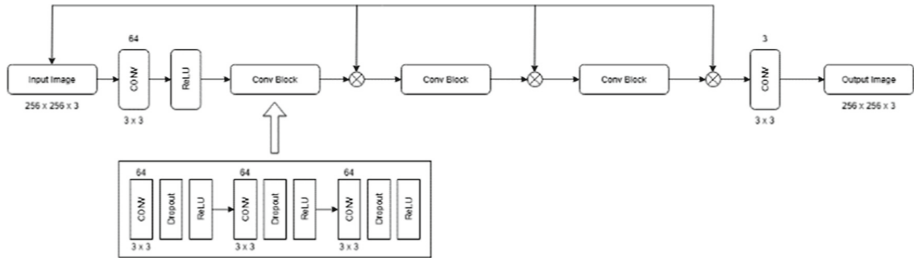 64
3
Input Image
CONV
ReLU
Conv Block
Conv Block
Conv Block
CONV
Output Image
256 x 256 x 3
3 x 3
3 x 3
256 x 256 x 3
64
64
64
CONV
Dropout
ReLU
CONV
Dropout
ReLU
CONV
Dropout
ReLU
3 x 3
3 x 3
3 x 3